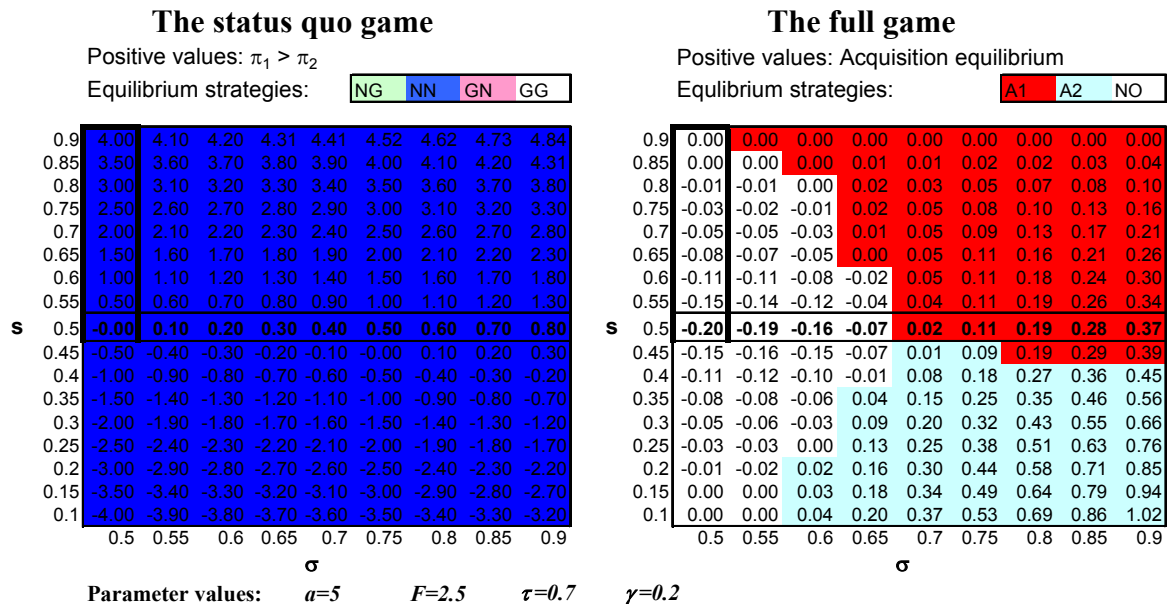 The status quo game
Positive values: π1 > π2
Equilibrium strategies: NG NN GN GG
0.9 4.00 4.10 4.20 4.31 4.41 4.52 4.62 4.73 4.84
0.85 3.50 3.60 3.70 3.80 3.90 4.00 4.10 4.20 4.31
0.8 3.00 3.10 3.20 3.30 3.40 3.50 3.60 3.70 3.80
0.75 2.50 2.60 2.70 2.80 2.90 3.00 3.10 3.20 3.30
0.7 2.00 2.10 2.20 2.30 2.40 2.50 2.60 2.70 2.80
0.65 1.50 1.60 1.70 1.80 1.90 2.00 2.10 2.20 2.30
0.6 1.00 1.10 1.20 1.30 1.40 1.50 1.60 1.70 1.80
0.55 0.50 0.60 0.70 0.80 0.90 1.00 1.10 1.20 1.30
s 0.5 -0.00 0.10 0.20 0.30 0.40 0.50 0.60 0.70 0.80
0.45 -0.50 -0.40 -0.30 -0.20 -0.10 -0.00 0.10 0.20 0.30
0.4 -1.00 -0.90 -0.80 -0.70 -0.60 -0.50 -0.40 -0.30 -0.20
0.35 -1.50 -1.40 -1.30 -1.20 -1.10 -1.00 -0.90 -0.80 -0.70
0.3 -2.00 -1.90 -1.80 -1.70 -1.60 -1.50 -1.40 -1.30 -1.20
0.25 -2.50 -2.40 -2.30 -2.20 -2.10 -2.00 -1.90 -1.80 -1.70
0.2 -3.00 -2.90 -2.80 -2.70 -2.60 -2.50 -2.40 -2.30 -2.20
0.15 -3.50 -3.40 -3.30 -3.20 -3.10 -3.00 -2.90 -2.80 -2.70
0.1 -4.00 -3.90 -3.80 -3.70 -3.60 -3.50 -3.40 -3.30 -3.20
0.5 0.55 0.6 0.65 0.7 0.75 0.8 0.85 0.9
σ
The full game
Positive values: Acquisition equilibrium
Equlibrium strategies: A1 A2 NO
0.9 0.00 0.00 0.00 0.00 0.00 0.00 0.00 0.00 0.00
0.85 0.00 0.00 0.00 0.01 0.01 0.02 0.02 0.03 0.04
0.8 -0.01 -0.01 0.00 0.02 0.03 0.05 0.07 0.08 0.10
0.75 -0.03 -0.02 -0.01 0.02 0.05 0.08 0.10 0.13 0.16
0.7 -0.05 -0.05 -0.03 0.01 0.05 0.09 0.13 0.17 0.21
0.65 -0.08 -0.07 -0.05 0.00 0.05 0.11 0.16 0.21 0.26
0.6 -0.11 -0.11 -0.08 -0.02 0.05 0.11 0.18 0.24 0.30
0.55 -0.15 -0.14 -0.12 -0.04 0.04 0.11 0.19 0.26 0.34
s 0.5 -0.20 -0.19 -0.16 -0.07 0.02 0.11 0.19 0.28 0.37
0.45 -0.15 -0.16 -0.15 -0.07 0.01 0.09 0.19 0.29 0.39
0.4 -0.11 -0.12 -0.10 -0.01 0.08 0.18 0.27 0.36 0.45
0.35 -0.08 -0.08 -0.06 0.04 0.15 0.25 0.35 0.46 0.56
0.3 -0.05 -0.06 -0.03 0.09 0.20 0.32 0.43 0.55 0.66
0.25 -0.03 -0.03 0.00 0.13 0.25 0.38 0.51 0.63 0.76
0.2 -0.01 -0.02 0.02 0.16 0.30 0.44 0.58 0.71 0.85
0.15 0.00 0.00 0.03 0.18 0.34 0.49 0.64 0.79 0.94
0.1 0.00 0.00 0.04 0.20 0.37 0.53 0.69 0.86 1.02
0.5 0.55 0.6 0.65 0.7 0.75 0.8 0.85 0.9
σ
Parameter values: a=5 F=2.5 τ=0.7 γ=0.2